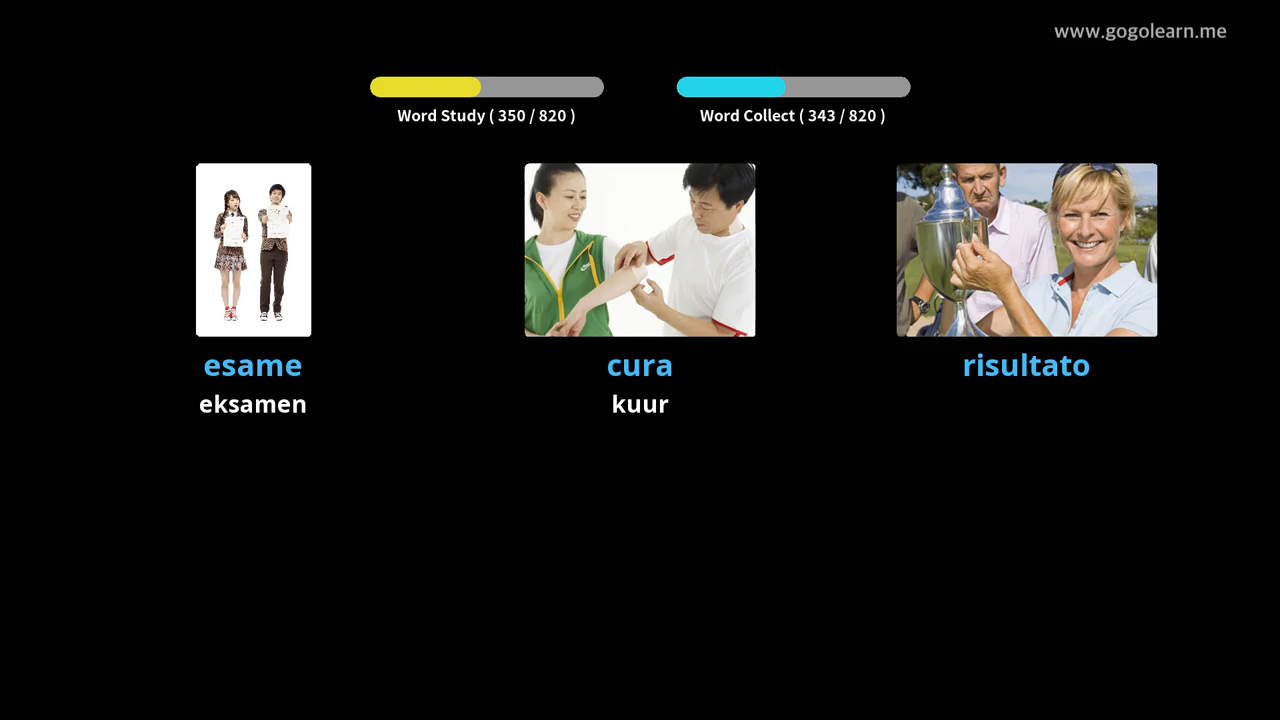 www.gogolearn.me
Word Study ( 350 / 820 )
Word Collect ( 343 / 820 )
esame
cura
risultato
eksamen
kuur